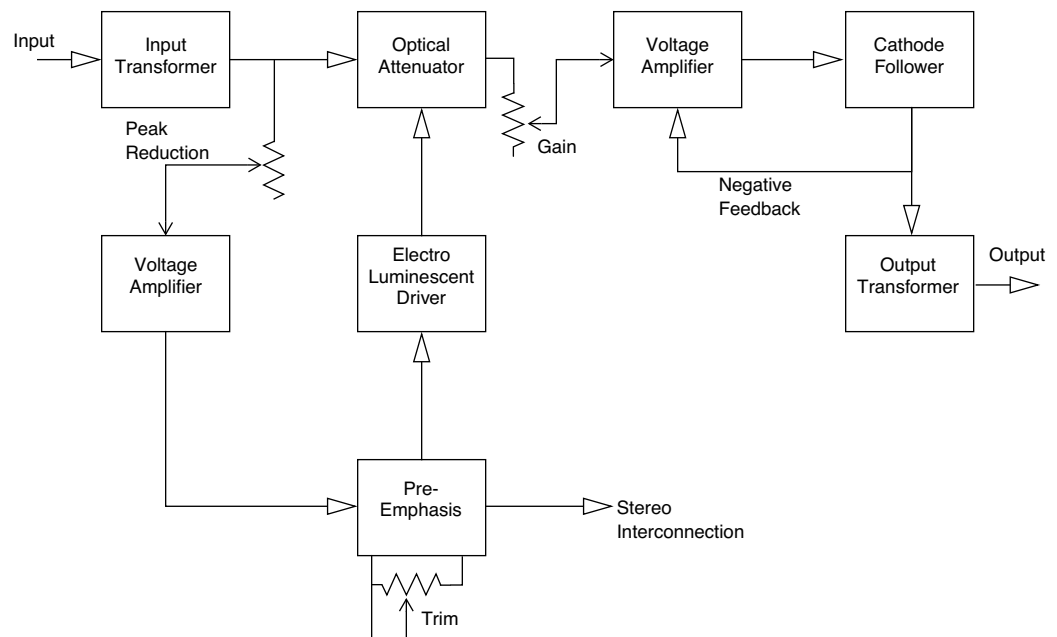 Input
Input
Transformer
Optical
Attenuator
Voltage
Amplifier
Cathode
Follower
Peak
Reduction
Gain
Negative
Feedback
Voltage
Amplifier
Electro
Luminescent
Driver
Output
Transformer
Output
Pre-
Emphasis
Stereo
Interconnection
Trim